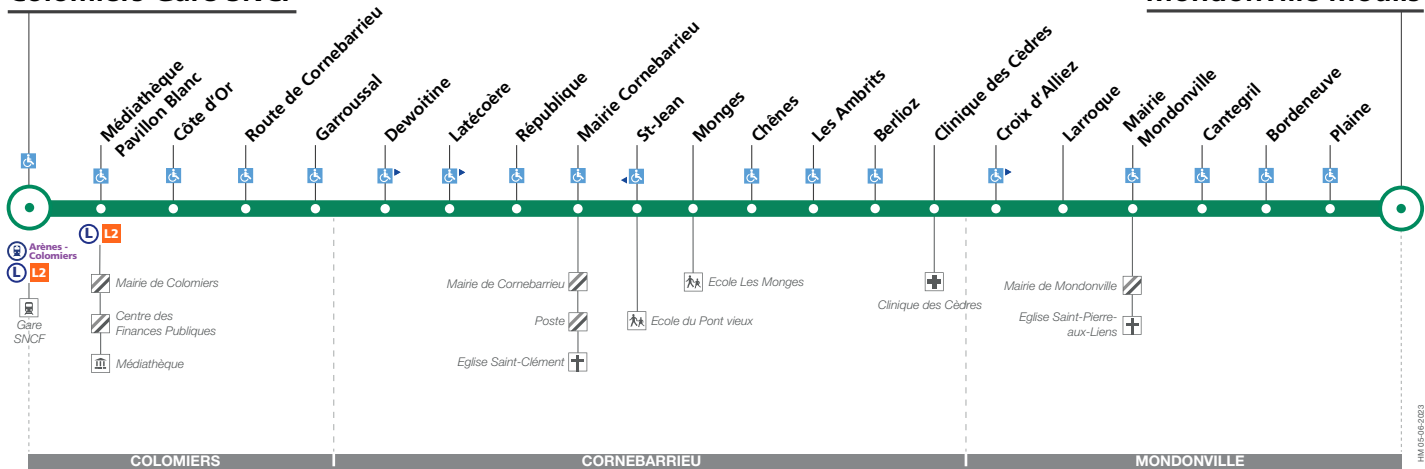 Colomiers Gare SNCF
Mondonville Moulis
Médiathèque
Pavillon Blanc
Côte d'Or
Route de Cornebarrieu
Garroussal
Dewoitine
Latécoère
République
Mairie Cornebarrieu
St-Jean
Monges
Chênes
Les Ambrits
Berlioz
Clinique des Cèdres
Croix d'Alliez
Larroque
Mairie
Mondonville
Cantegril
Bordeneuve
Plaine
Arènes -
Colomiers
L L2
Gare
SNCF
L L2
Mairie de Colomiers
Centre des
Finances Publiques
Médiathèque
Mairie de Cornebarrieu
Poste
Eglise Saint-Clément
Ecole du Pont vieux
Ecole Les Monges
Clinique des Cèdres
Mairie de Mondonville
Eglise Saint-Pierre-
aux-Liens
COLOMIERS
CORNEBARRIEU
MONDONVILLE
HM 05-06-2023